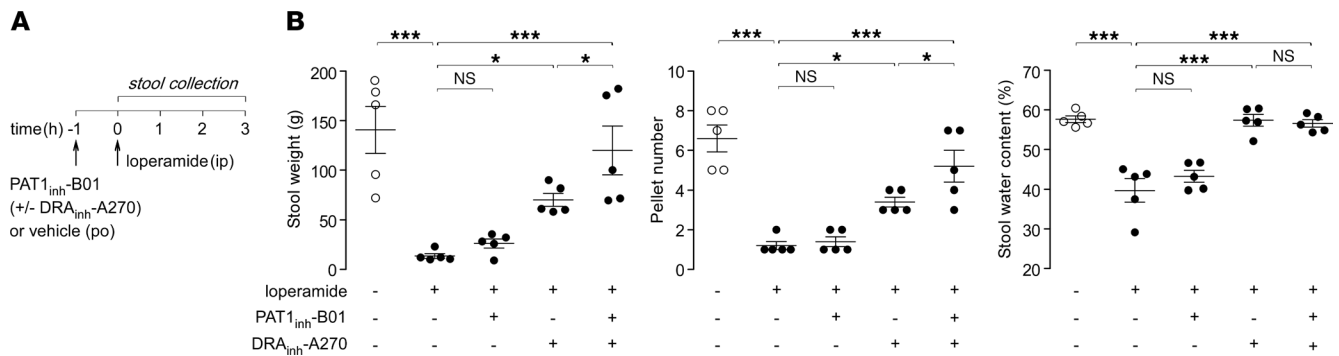 A
stool collection
time(h) -1 0 1 2 3
loperamide (ip)
PAT1inh-B01
(+/- DRAinh-A270)
or vehicle (po)
B
*** ***
* *
NS
Stool weight (g)
200
150
100
50
0
loperamide - + + + +
PAT1inh-B01 - - + - +
DRAinh-A270 - - - + +
*** ***
* *
NS
Pellet number
10
8
6
4
2
0
- + + + +
- - + - +
- - - + +
*** ***
*** NS
NS
Stool water content (%)
70
60
50
40
30
20
- + + + +
- - + - +
- - - + +